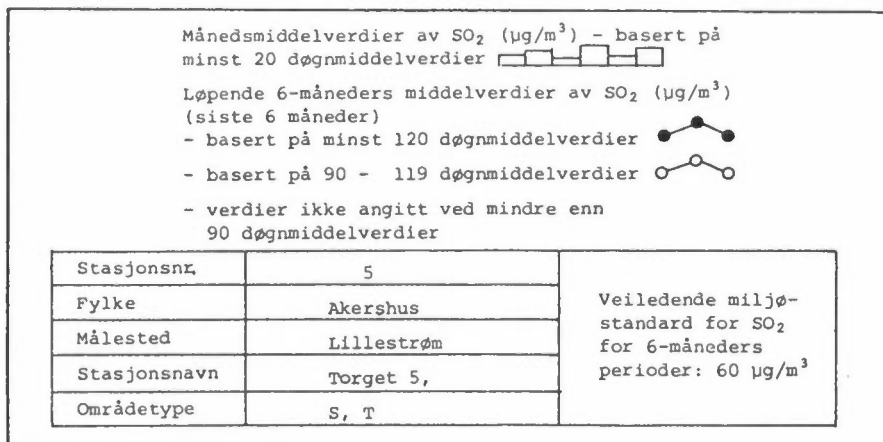 Månedsmiddelverdier av SO₂ (µg/m³) - basert på
minst 20 døgnmiddelverdier
Løpende 6-måneders middelverdier av SO₂ (µg/m³)
(siste 6 måneder)
- basert på minst 120 døgnmiddelverdier
- basert på 90 - 119 døgnmiddelverdier
- verdier ikke angitt ved mindre enn
90 døgnmiddelverdier
Stasjonsnr. 5
Fylke Akershus
Målested Lillestrøm
Stasjonsnavn Torget 5,
Områdetype S, T
Veiledende miljø-
standard for SO₂
for 6-måneders
perioder: 60 µg/m³